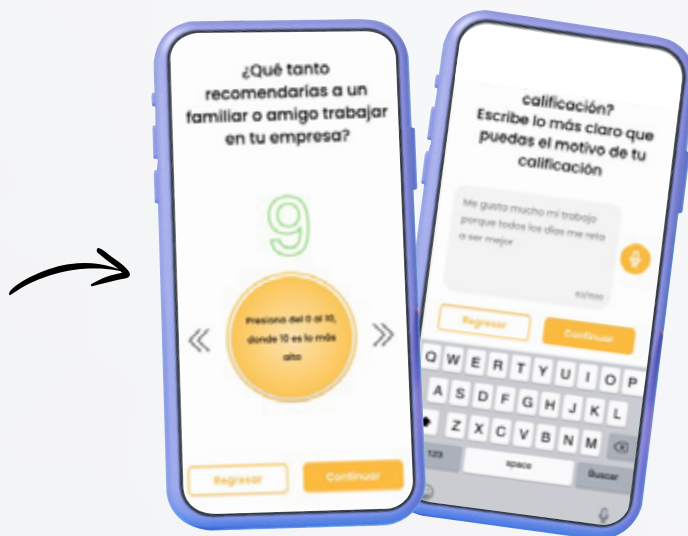 ¿Qué tanto
recomendarías a un
familiar o amigo trabajar
en tu empresa?
9
Presiona del 0 al 10,
donde 10 es lo más
alto
Regresar
Continuar
calificación?
Escribe lo más claro que
puedas el motivo de tu
calificación
Me gusta mucho mi trabajo
porque todos los días me reta
a ser mejor
Regresar
Continuar
Q W E R T Y U I O P
A S D F G H J K L
Z X C V B N M
123
space
Buscar